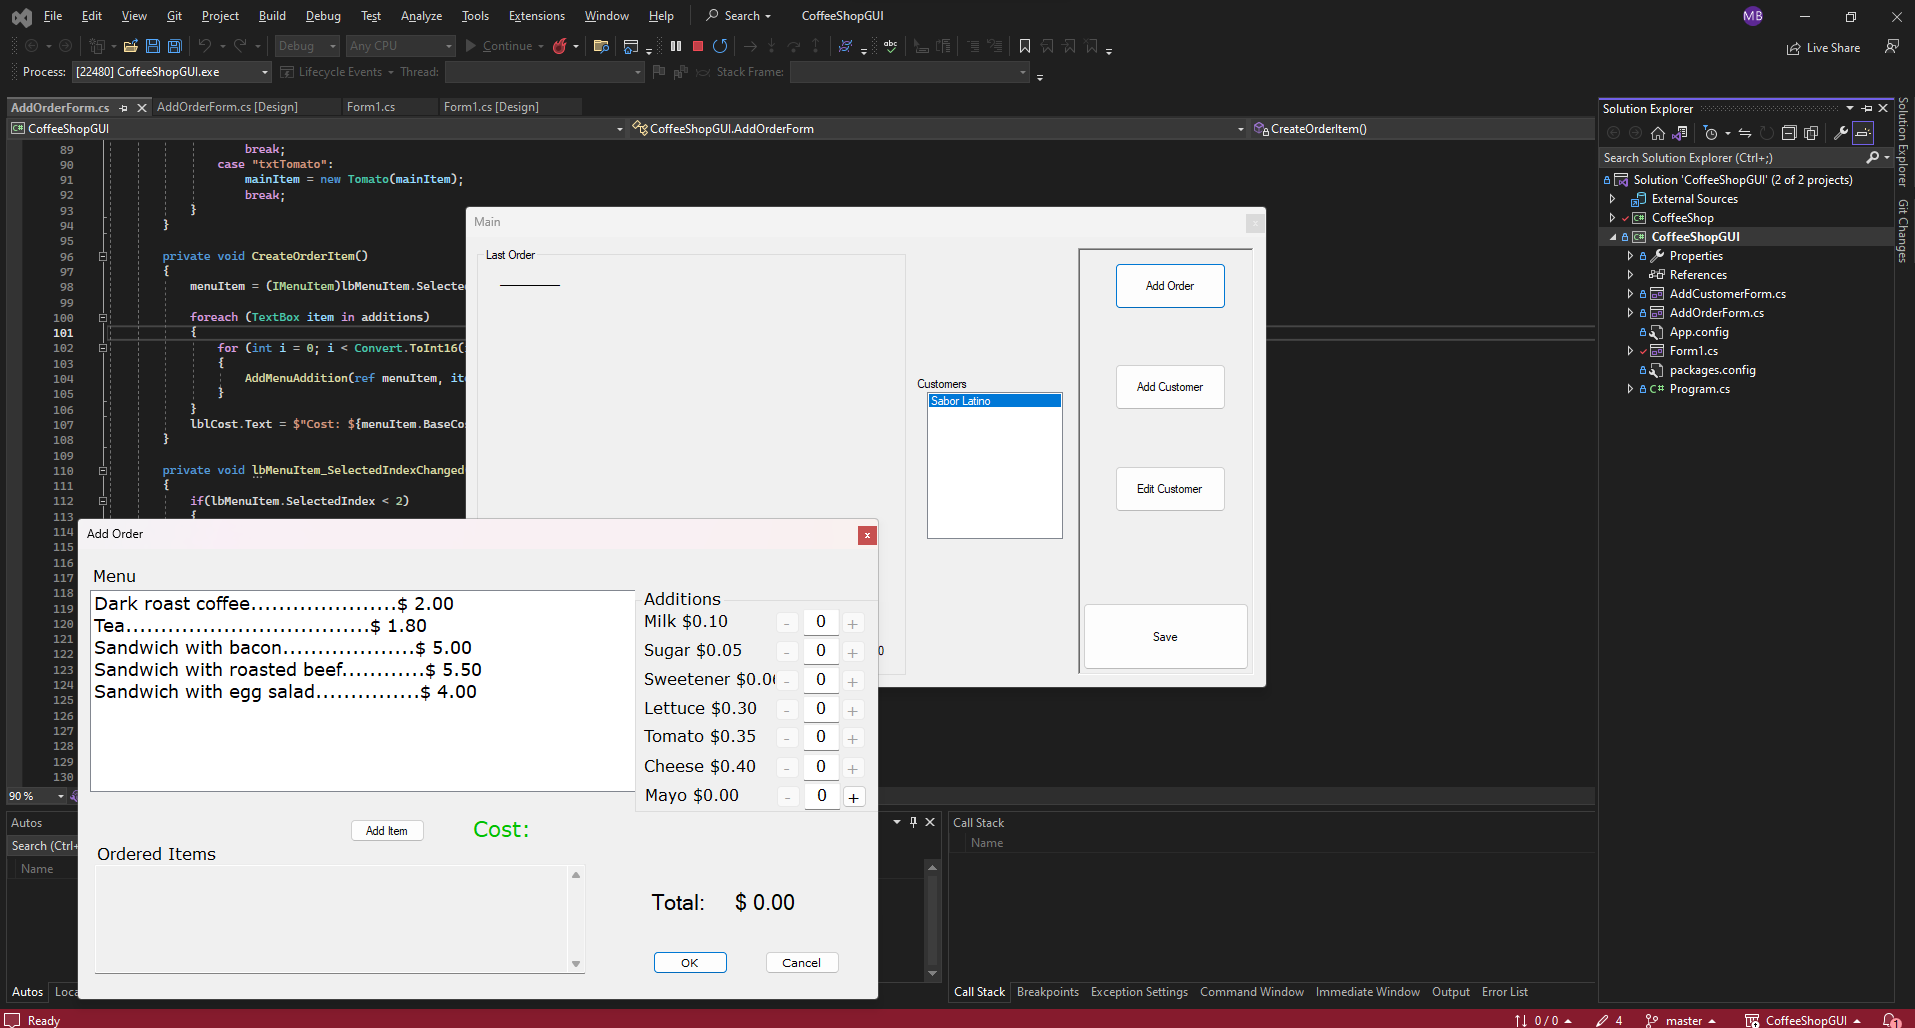 File Edit View Git Project Build Debug Test Analyze Tools Extensions Window Help Search CoffeeShopGUI MB
Debug Any CPU Continue abc Live Share
Process: [22480] CoffeeShopGUI.exe Lifecycle Events Thread: Stack Frame:
AddOrderForm.cs AddOrderForm.cs [Design] Form1.cs Form1.cs [Design]
CoffeeShopGUI CoffeeShopGUI.AddOrderForm CreateOrderItem()
89 break;
90 case "txtTomato":
91 mainItem = new Tomato(mainItem);
92 break;
93 }
94 }
95
96 private void CreateOrderItem()
97 {
98 menuItem = (IMenuItem)lbMenuItem.Selecte
99
100 foreach (TextBox item in additions)
101 {
102 for (int i = 0; i < Convert.ToInt16(
103 {
104 AddMenuAddition(ref menuItem, ite
105 }
106 }
107 lblCost.Text = $"Cost: ${menuItem.BaseCos
108 }
109
110 private void lbMenuItem_SelectedIndexChanged
111 {
112 if(lbMenuItem.SelectedIndex < 2)
113 {
114
115
116
117
118
119
120
121
122
123
124
125
126
127
128
129
130
90 %
Main
Last Order
Customers
Sabor Latino
Add Order
Add Customer
Edit Customer
Save
0
Add Order
Menu
Dark roast coffee.....................$ 2.00
Tea...................................$ 1.80
Sandwich with bacon...................$ 5.00
Sandwich with roasted beef............$ 5.50
Sandwich with egg salad...............$ 4.00
Additions
Milk $0.10 - 0 +
Sugar $0.05 - 0 +
Sweetener $0.06 - 0 +
Lettuce $0.30 - 0 +
Tomato $0.35 - 0 +
Cheese $0.40 - 0 +
Mayo $0.00 - 0 +
Add Item
Cost:
Ordered Items
Total: $ 0.00
OK Cancel
Autos
Search (Ctrl+
Name
Autos Loca
Call Stack
Name
Call Stack Breakpoints Exception Settings Command Window Immediate Window Output Error List
Solution Explorer
Search Solution Explorer (Ctrl+;)
Solution 'CoffeeShopGUI' (2 of 2 projects)
External Sources
C# CoffeeShop
C# CoffeeShopGUI
Properties
References
AddCustomerForm.cs
AddOrderForm.cs
App.config
Form1.cs
packages.config
C# Program.cs
Solution Explorer
Git Changes
Ready 0 / 0 4 master CoffeeShopGUI 1